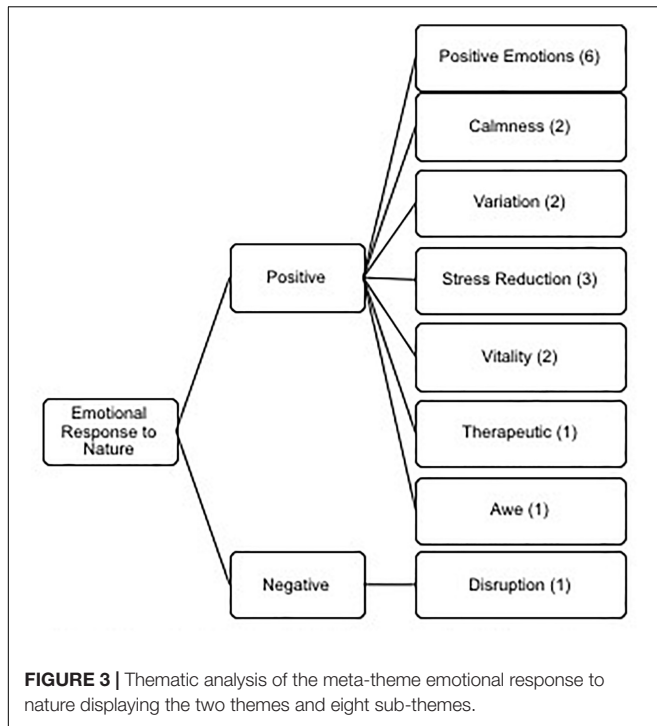 Positive Emotions (6)
Calmness (2)
Variation (2)
Positive
Stress Reduction (3)
Vitality (2)
Emotional
Response to
Nature
Therapeutic (1)
Awe (1)
Negative
Disruption (1)
FIGURE 3 | Thematic analysis of the meta-theme emotional response to
nature displaying the two themes and eight sub-themes.